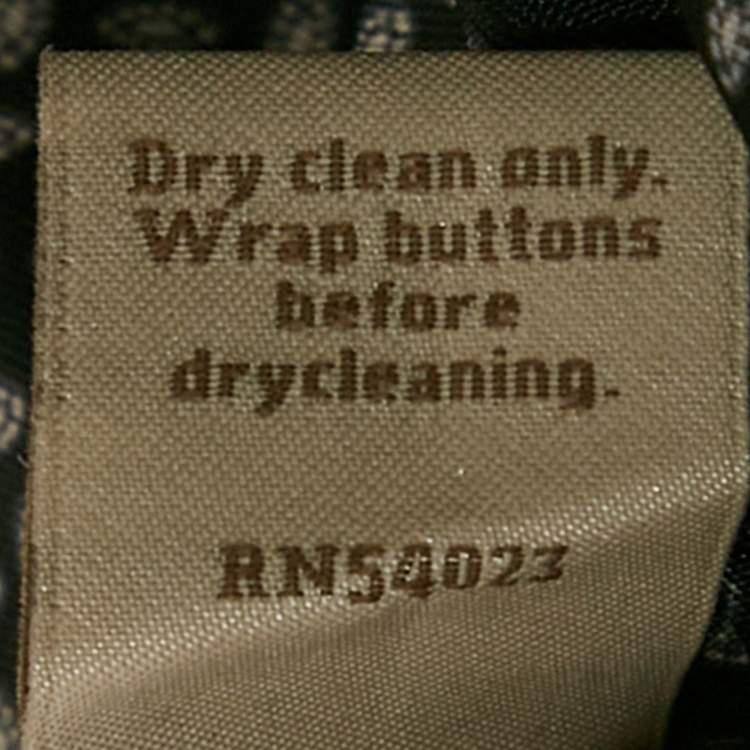 Dry clean only.
Wrap buttons
before
drycleaning.
RN54023